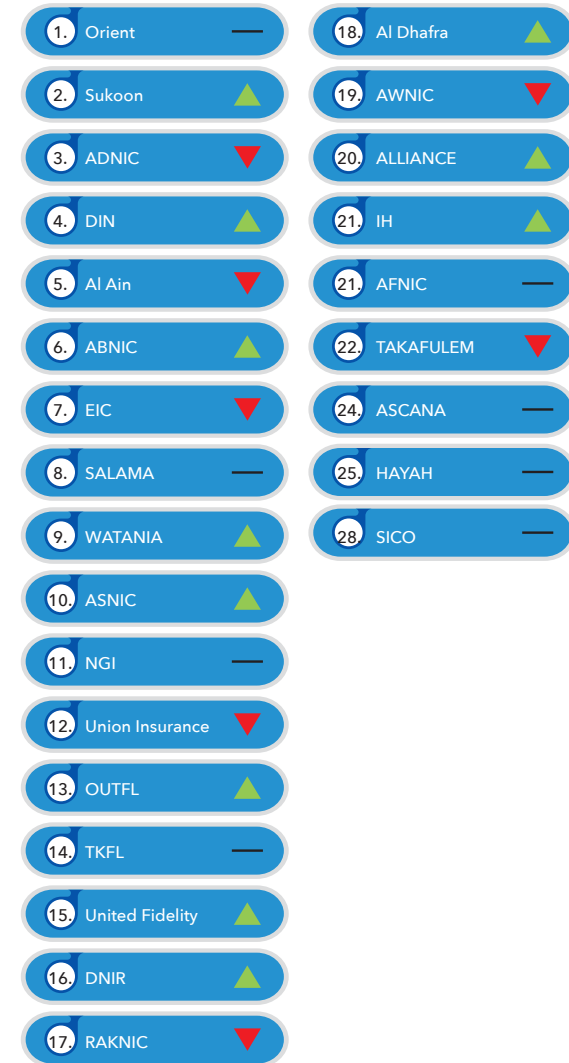 1. Orient
2. Sukoon
3. ADNIC
4. DIN
5. Al Ain
6. ABNIC
7. EIC
8. SALAMA
9. WATANIA
10. ASNIC
11. NGI
12. Union Insurance
13. OUTFL
14. TKFL
15. United Fidelity
16. DNIR
17. RAKNIC
18. Al Dhafra
19. AWNIC
20. ALLIANCE
21. IH
21. AFNIC
22. TAKAFULEM
24. ASCANA
25. HAYAH
28. SICO